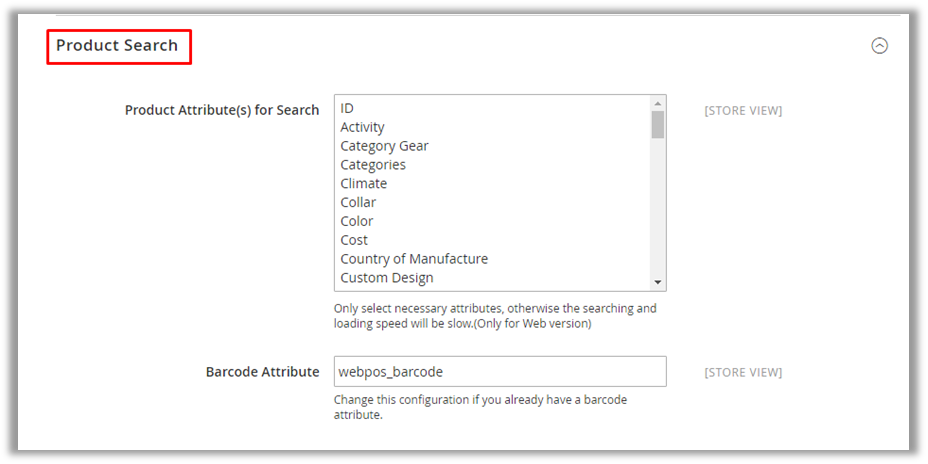 Product Search
Product Attribute(s) for Search
ID
[STORE VIEW]
Activity
Category Gear
Categories
Climate
Collar
Color
Cost
Country of Manufacture
Custom Design
Only select necessary attributes, otherwise the searching and
loading speed will be slow.(Only for Web version)
Barcode Attribute
webpos_barcode
[STORE VIEW]
Change this configuration if you already have a barcode
attribute.